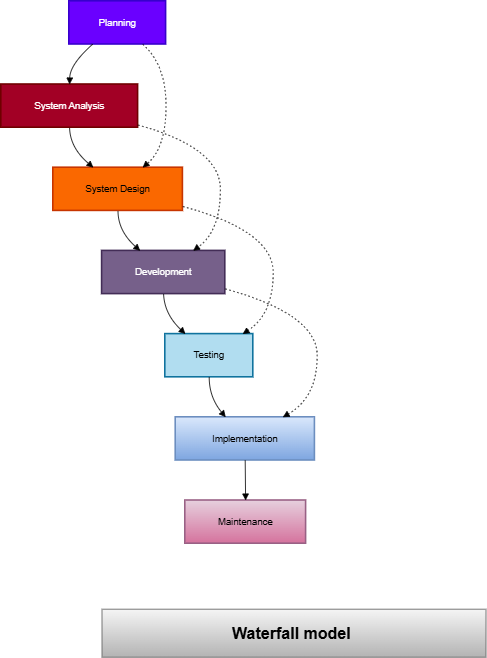 Planning
System Analysis
System Design
Development
Testing
Implementation
Maintenance
Waterfall model